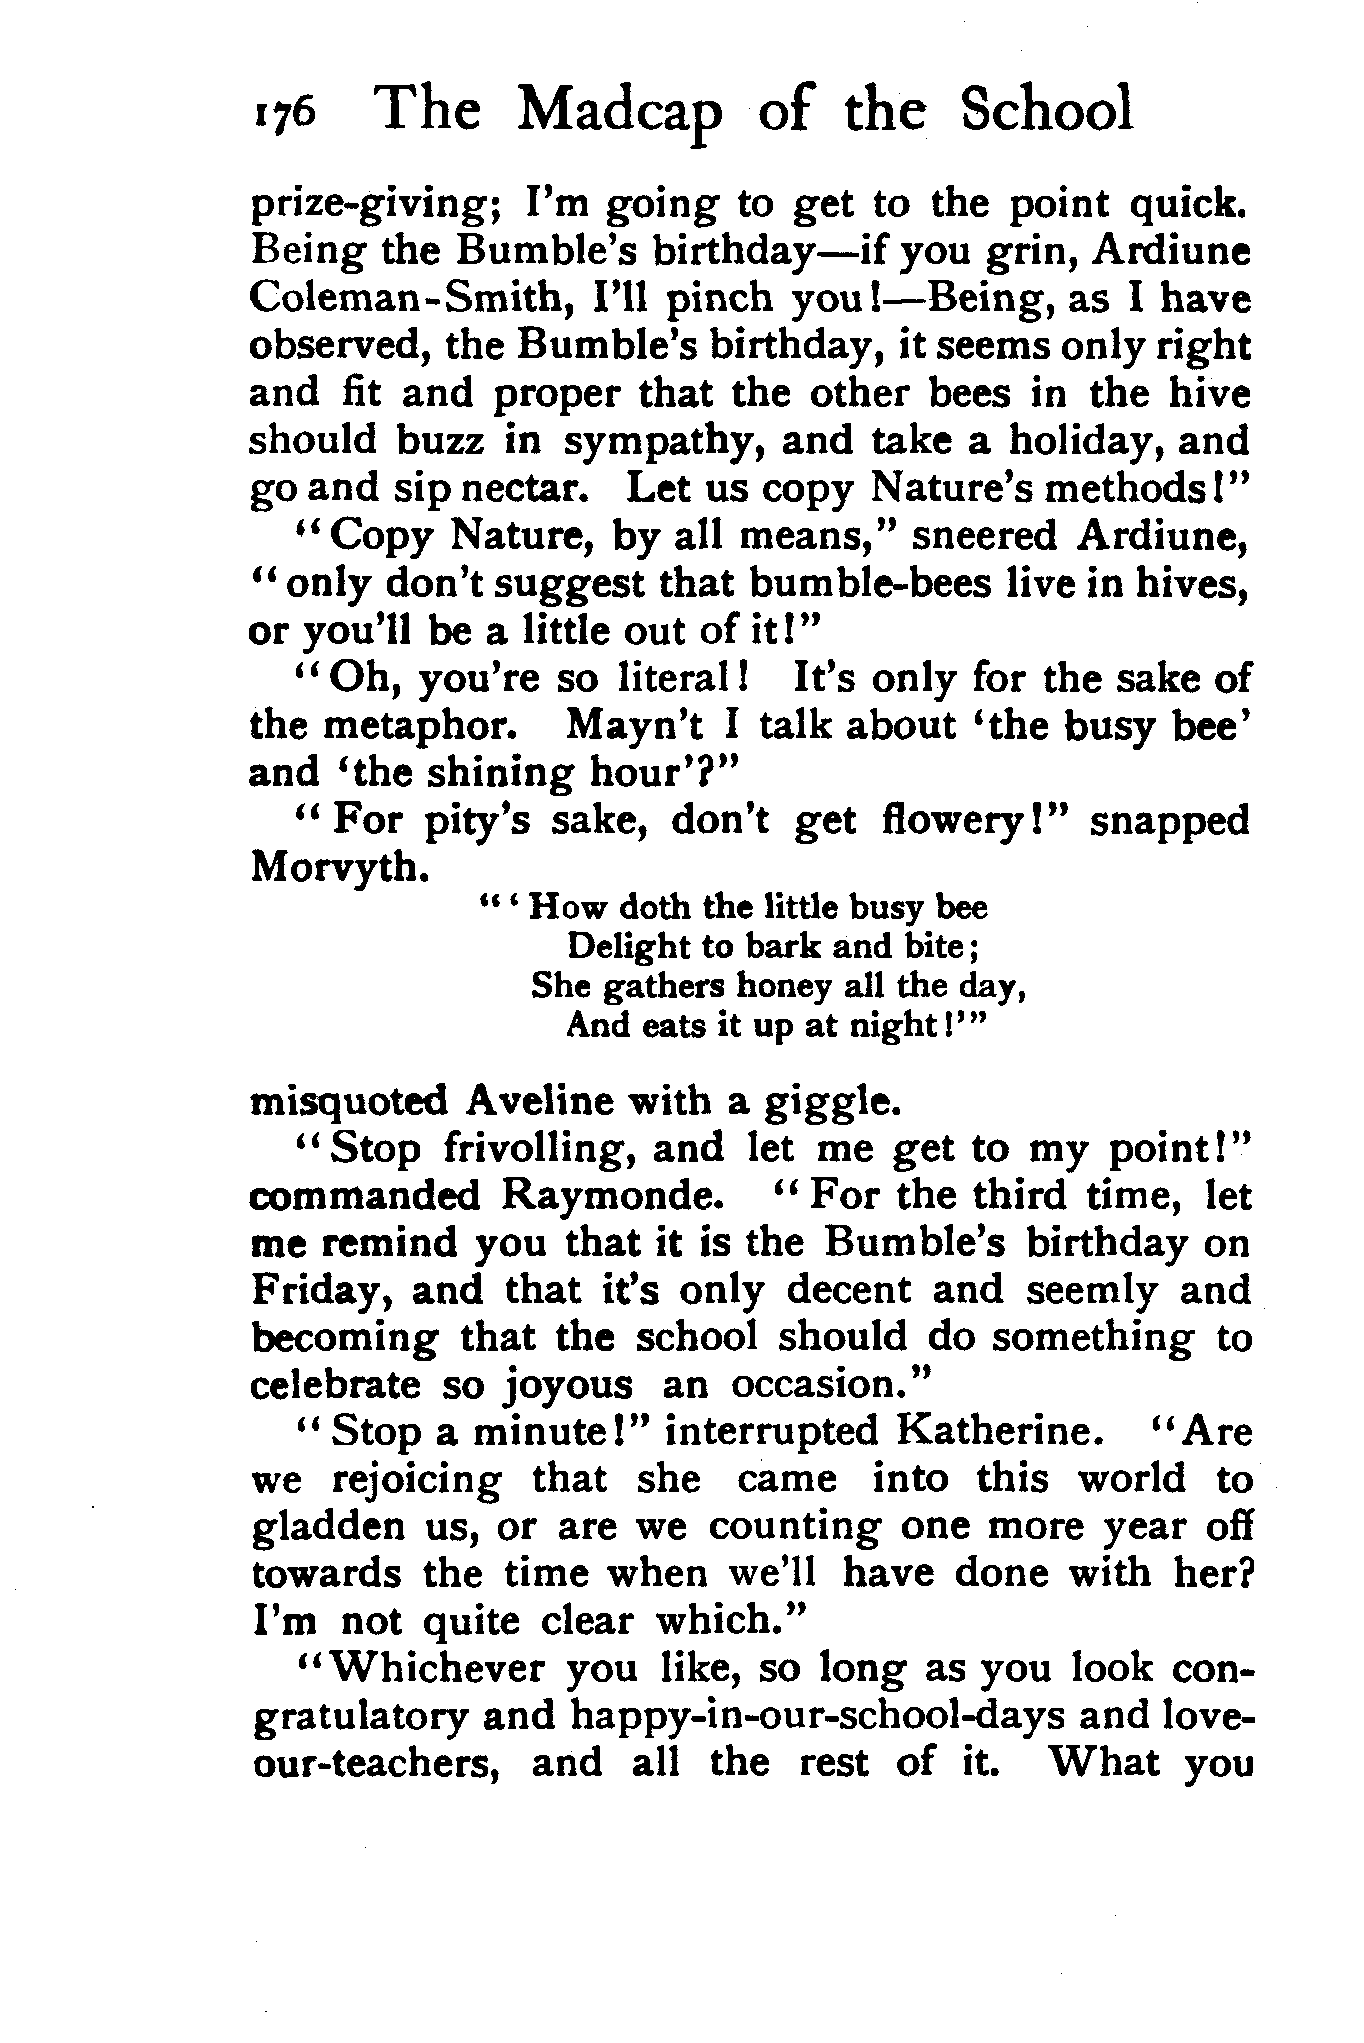 176 The Madcap of the School
prize-giving; I'm going to get to the point quick.
Being the Bumble's birthday—if you grin, Ardiune
Coleman-Smith, I'll pinch you!—Being, as I have
observed, the Bumble's birthday, it seems only right
and fit and proper that the other bees in the hive
should buzz in sympathy, and take a holiday, and
go and sip nectar. Let us copy Nature's methods!"
"Copy Nature, by all means," sneered Ardiune,
"only don't suggest that bumble-bees live in hives,
or you'll be a little out of it!"
"Oh, you're so literal! It's only for the sake of
the metaphor. Mayn't I talk about 'the busy bee'
and 'the shining hour'?"
"For pity's sake, don't get flowery!" snapped
Morvyth.
"'How doth the little busy bee
Delight to bark and bite;
She gathers honey all the day,
And eats it up at night!'"
misquoted Aveline with a giggle.
"Stop frivolling, and let me get to my point!"
commanded Raymonde. "For the third time, let
me remind you that it is the Bumble's birthday on
Friday, and that it's only decent and seemly and
becoming that the school should do something to
celebrate so joyous an occasion."
"Stop a minute!" interrupted Katherine. "Are
we rejoicing that she came into this world to
gladden us, or are we counting one more year off
towards the time when we'll have done with her?
I'm not quite clear which."
"Whichever you like, so long as you look con-
gratulatory and happy-in-our-school-days and love-
our-teachers, and all the rest of it. What you